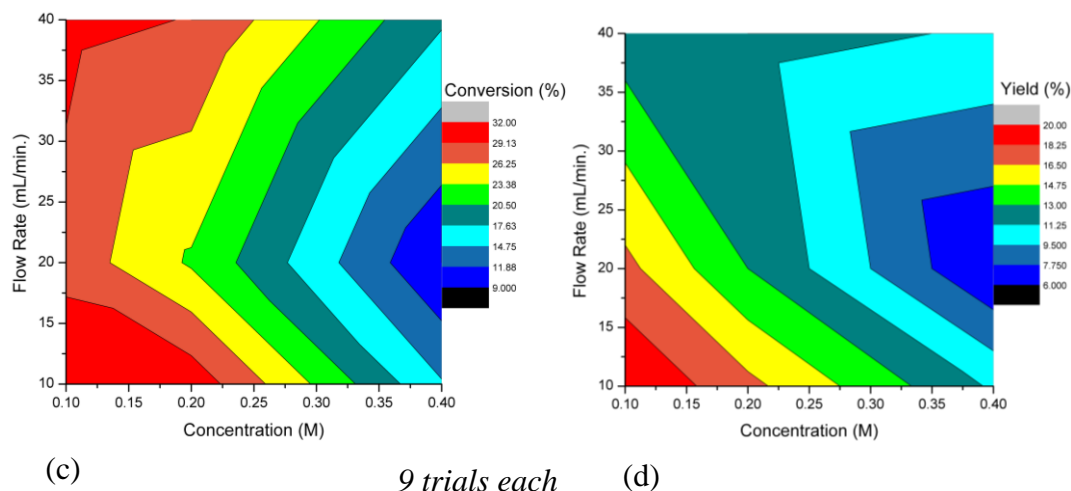 40
35
30
25
20
15
10
Flow Rate (mL/min.)
0.10 0.15 0.20 0.25 0.30 0.35 0.40
Concentration (M)
Conversion (%)
32.00
29.13
26.25
23.38
20.50
17.63
14.75
11.88
9.000
(c)
9 trials each
40
35
30
25
20
15
10
Flow Rate (mL/min.)
0.10 0.15 0.20 0.25 0.30 0.35 0.40
Concentration (M)
Yield (%)
20.00
18.25
16.50
14.75
13.00
11.25
9.500
7.750
6.000
(d)